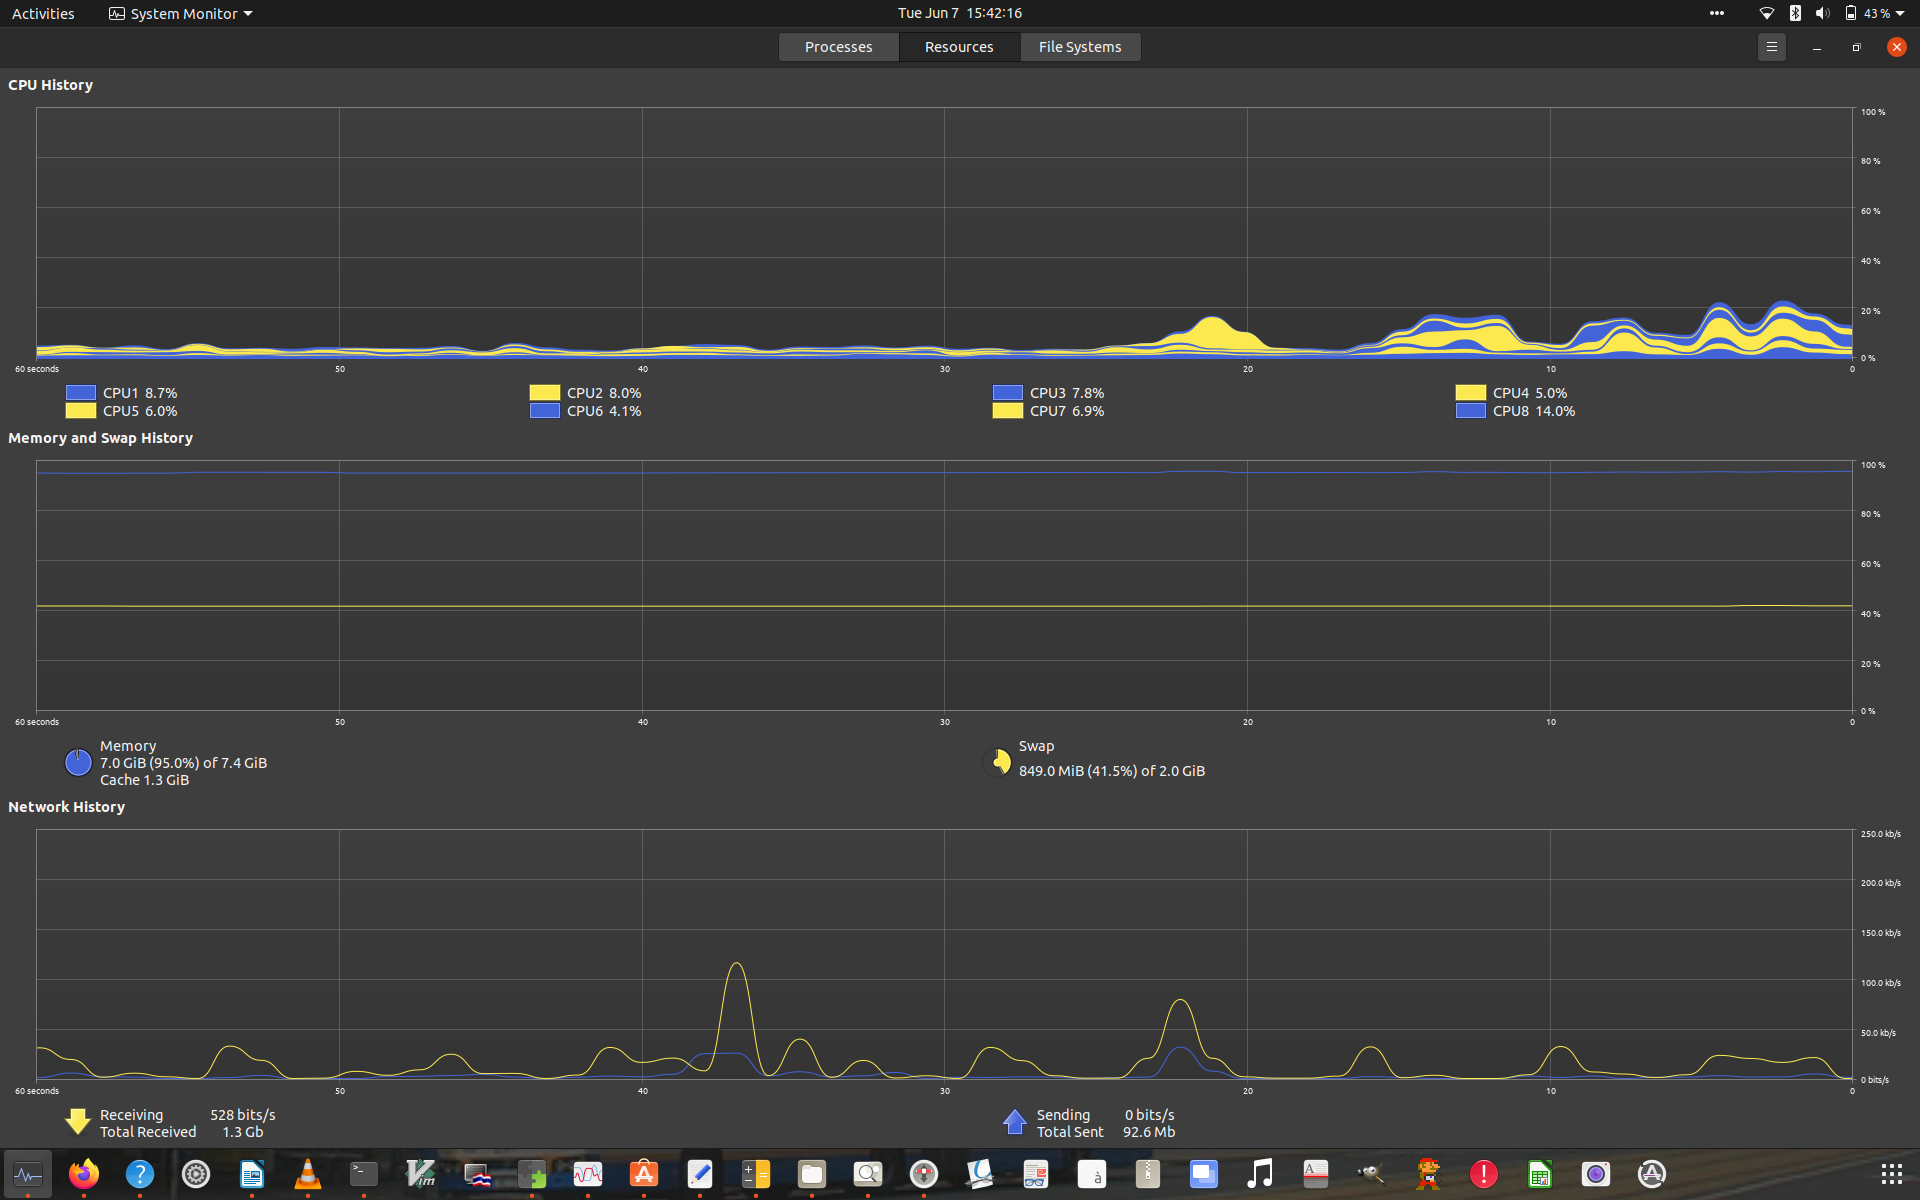 Activities System Monitor Tue Jun 7 15:42:16 43 %
Processes Resources File Systems
CPU History
100 %
80 %
60 %
40 %
20 %
0 %
60 seconds 50 40 30 20 10 0
CPU1 8.7% CPU2 8.0% CPU3 7.8% CPU4 5.0%
CPU5 6.0% CPU6 4.1% CPU7 6.9% CPU8 14.0%
Memory and Swap History
100 %
80 %
60 %
40 %
20 %
0 %
60 seconds 50 40 30 20 10 0
Memory
7.0 GiB (95.0%) of 7.4 GiB
Cache 1.3 GiB
Swap
849.0 MiB (41.5%) of 2.0 GiB
Network History
250.0 kb/s
200.0 kb/s
150.0 kb/s
100.0 kb/s
50.0 kb/s
0 bits/s
60 seconds 50 40 30 20 10 0
Receiving 528 bits/s
Total Received 1.3 Gb
Sending 0 bits/s
Total Sent 92.6 Mb